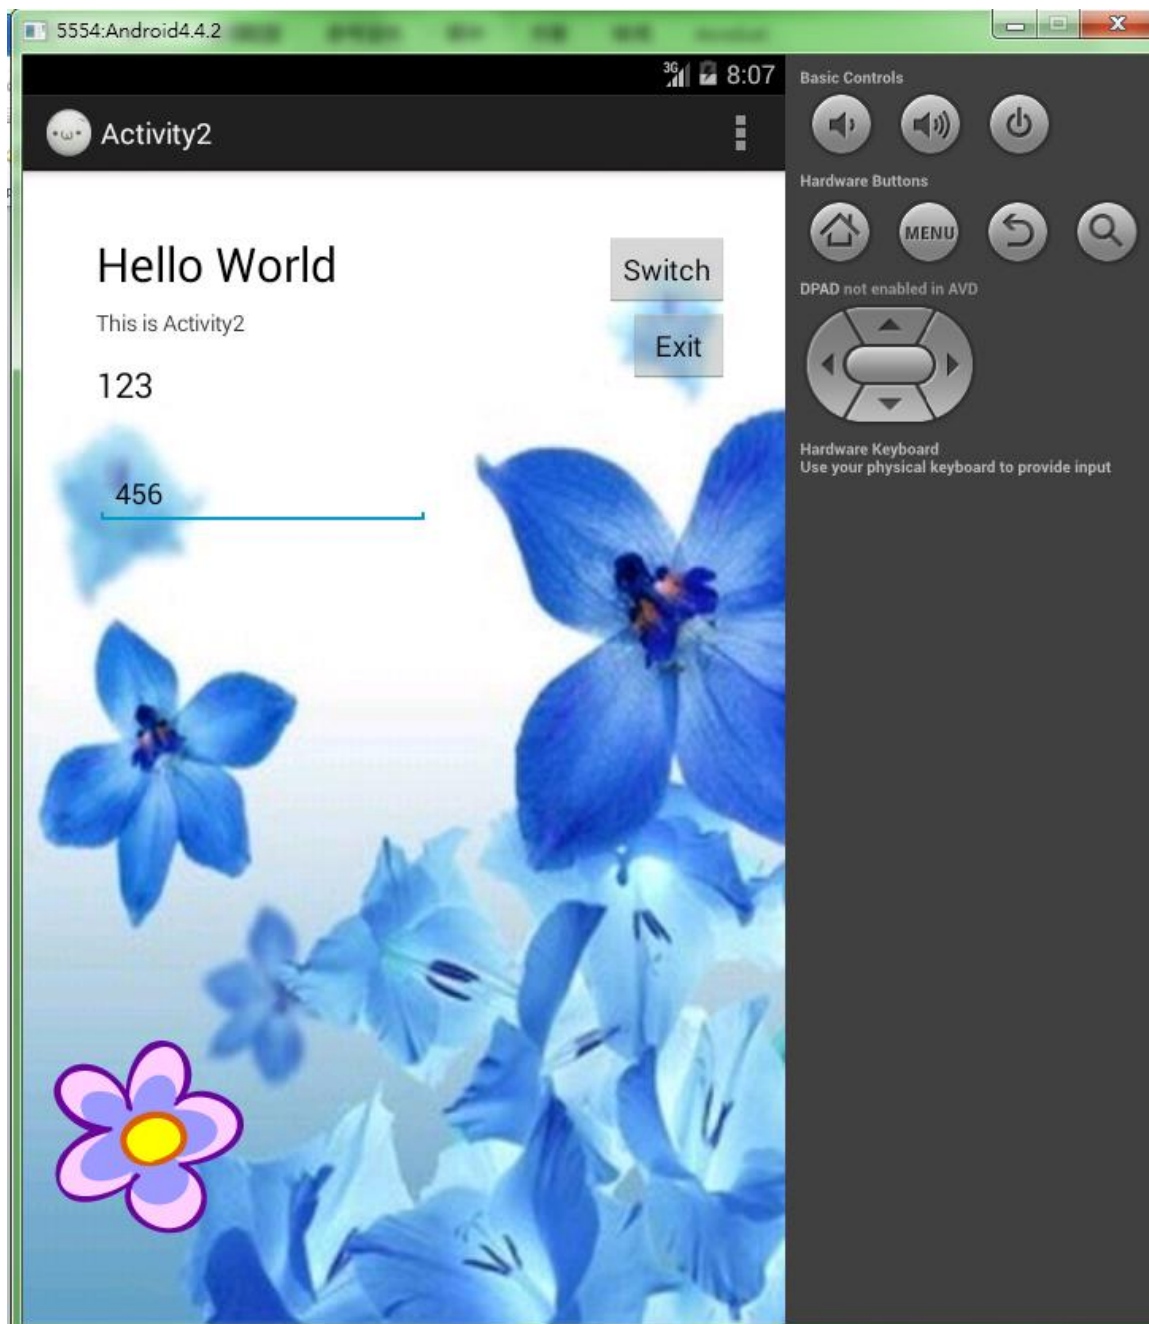 5554:Android4.4.2
3G 8:07
Activity2
Hello World
This is Activity2
123
456
Switch
Exit
Basic Controls
Hardware Buttons
MENU
DPAD not enabled in AVD
Hardware Keyboard
Use your physical keyboard to provide input